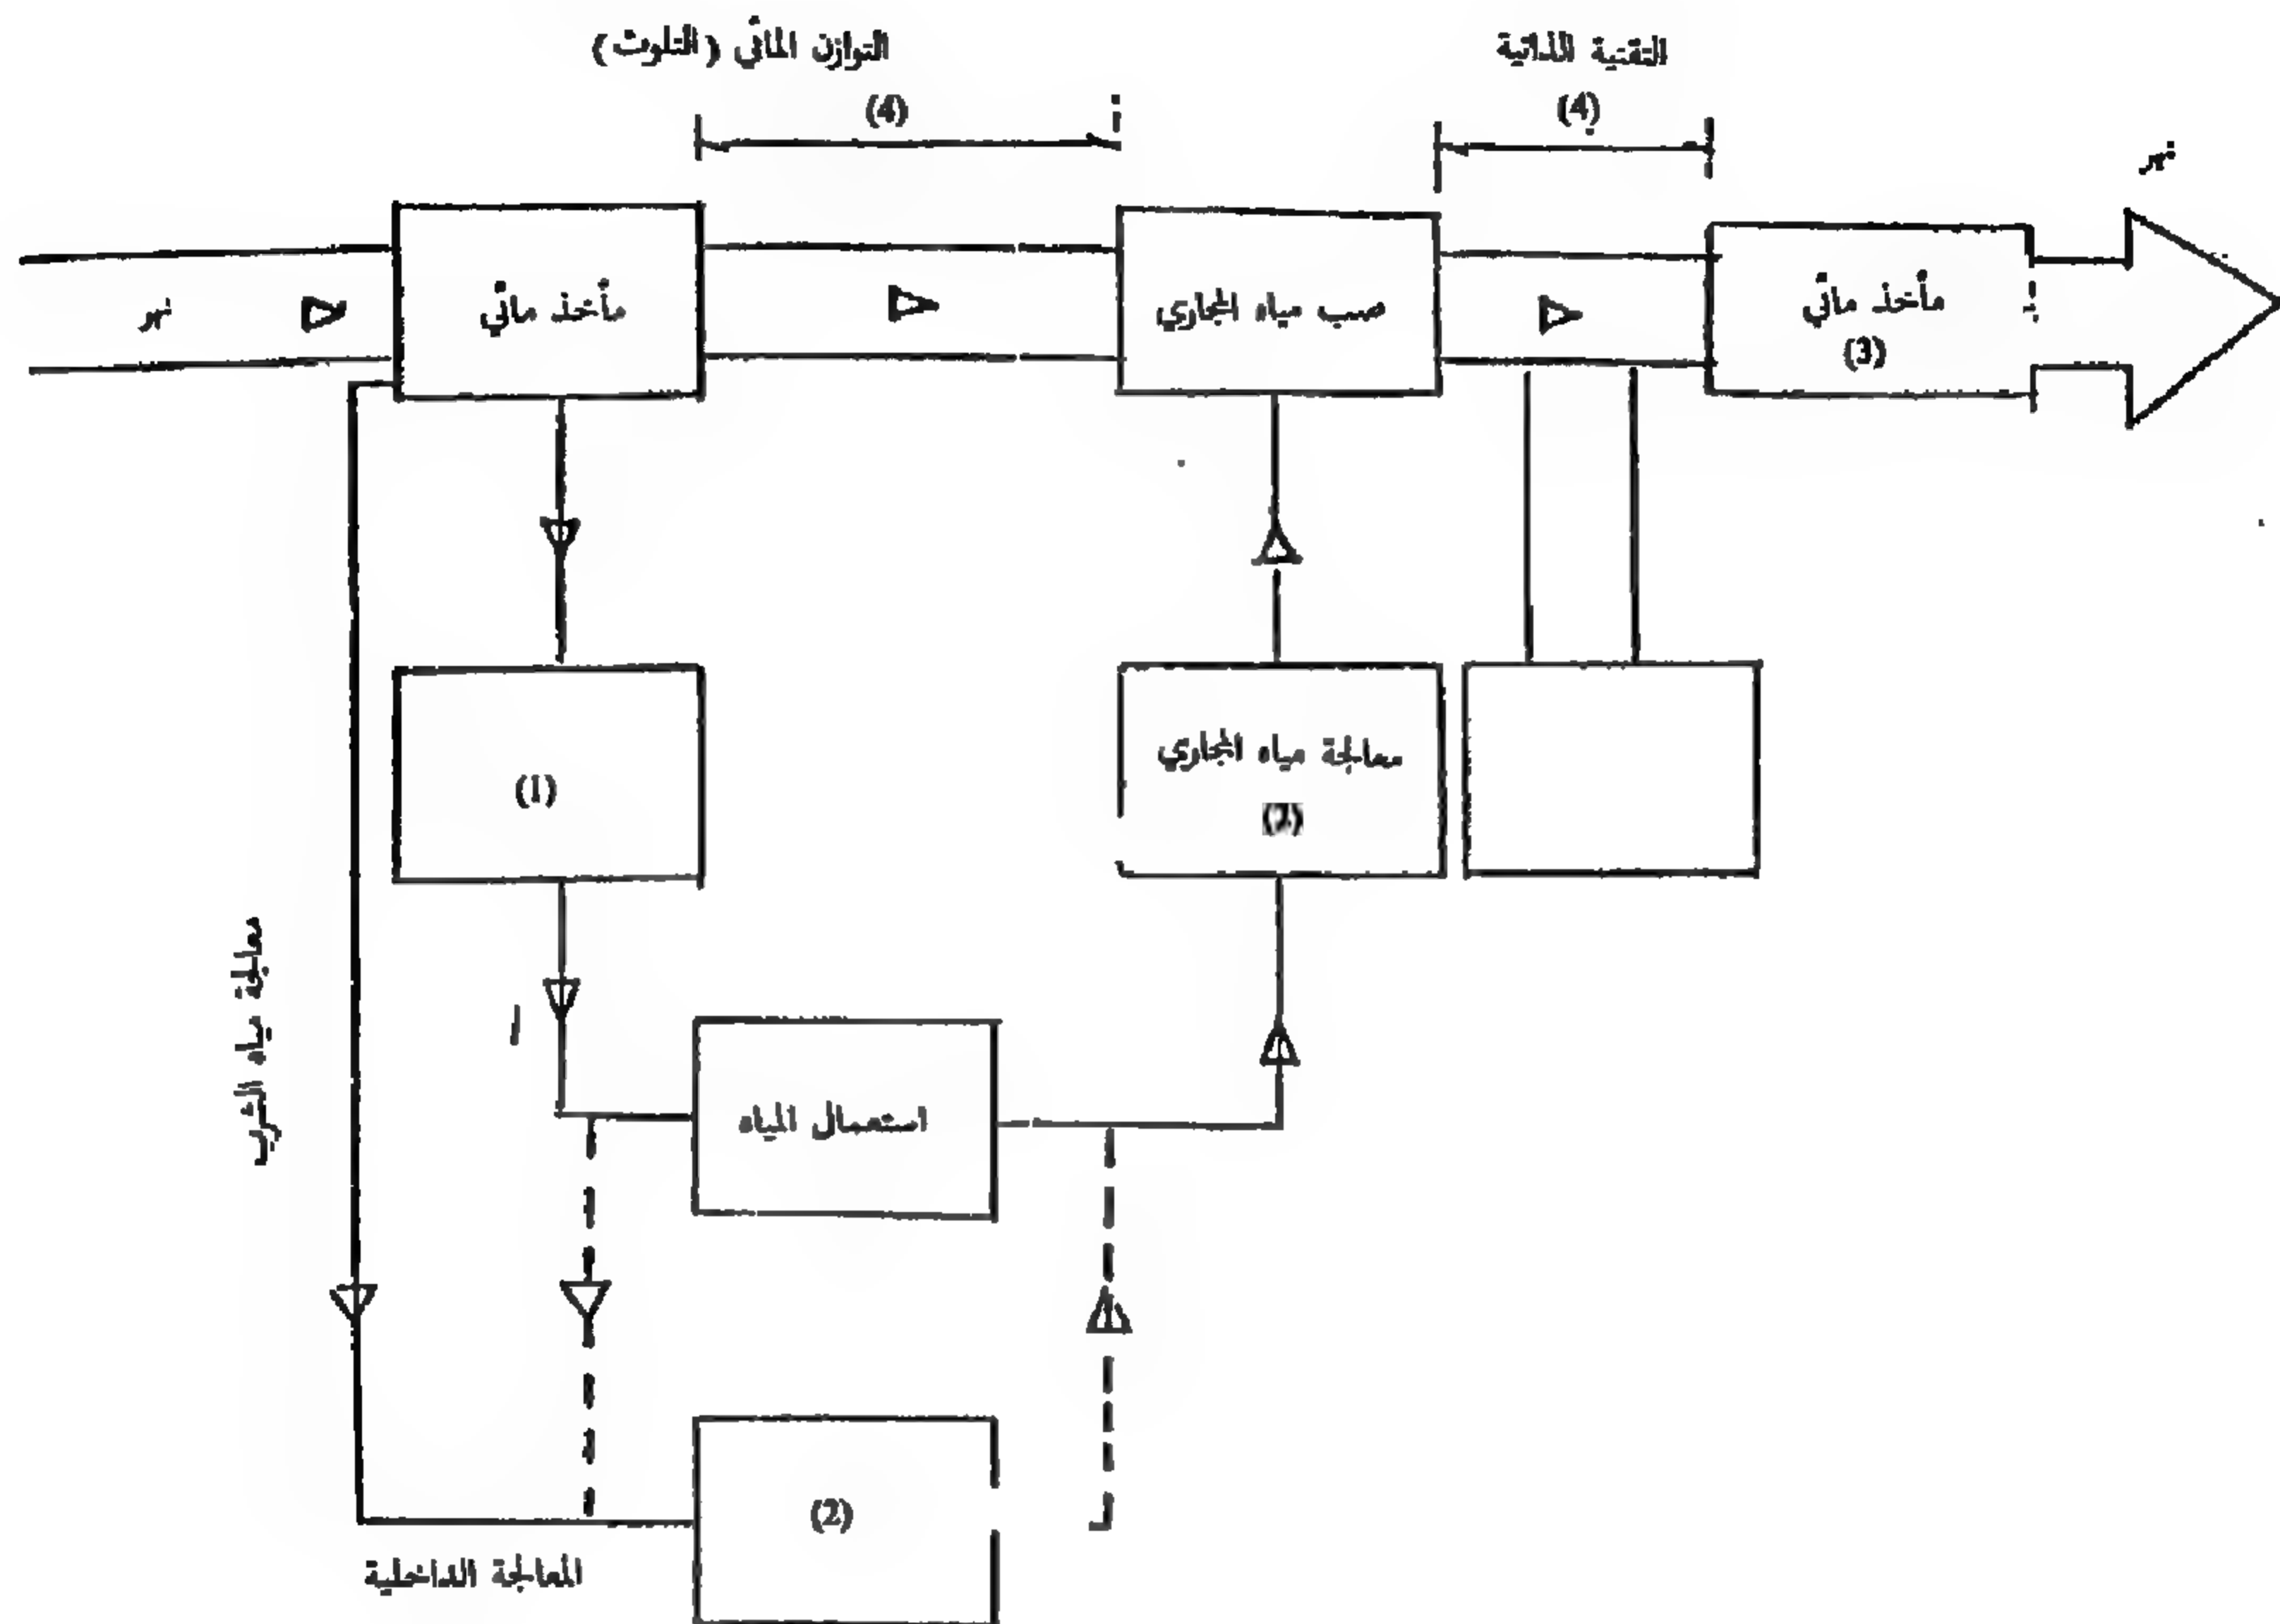 التوازن المائي (التلوث)
(4)
التقنية الذاتية
(4)
نهر
نهر
مأخذ مائي
صب مياه المجاري
مأخذ مائي
(3)
(1)
معالجة مياه المجاري
معالجة مياه الشرب
استعمال المياه
(2)
المعالجة الداخلية